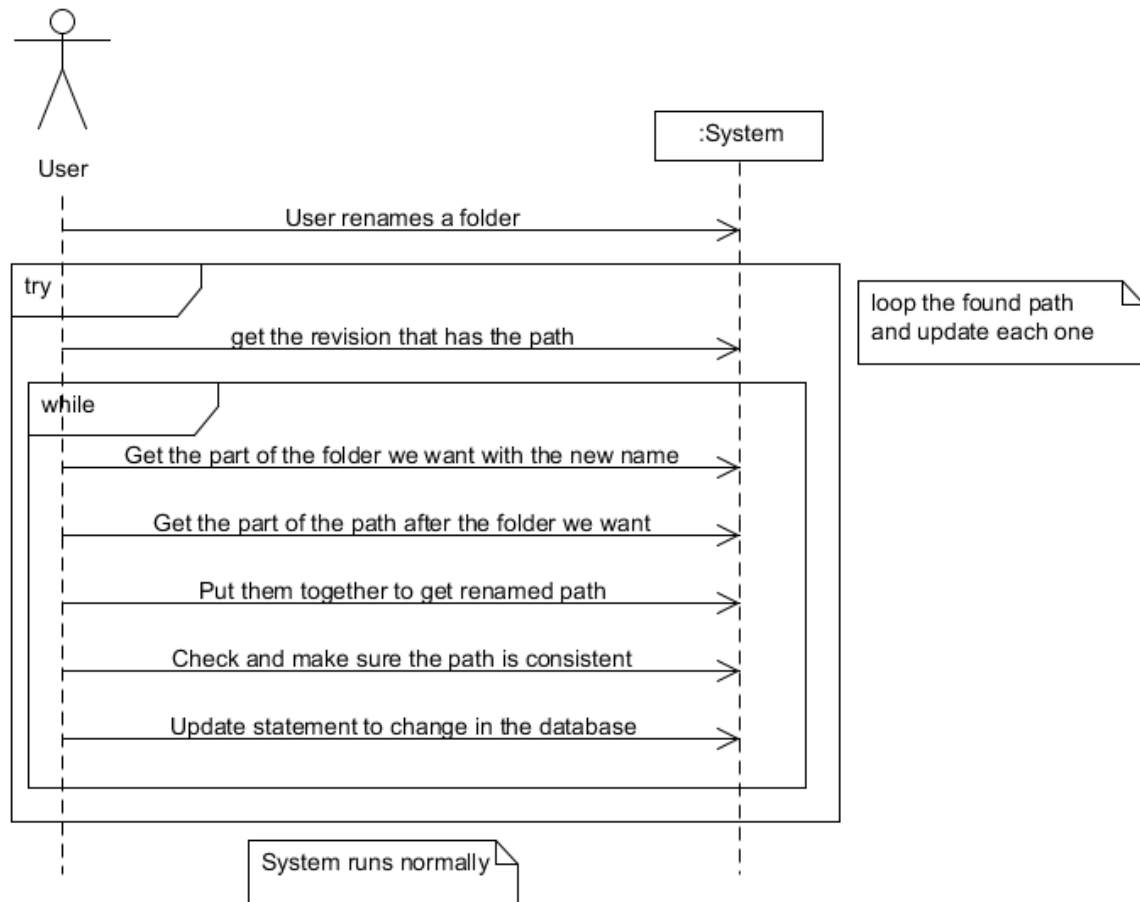 :System
User
User renames a folder
try
loop the found path
and update each one
get the revision that has the path
while
Get the part of the folder we want with the new name
Get the part of the path after the folder we want
Put them together to get renamed path
Check and make sure the path is consistent
Update statement to change in the database
System runs normally